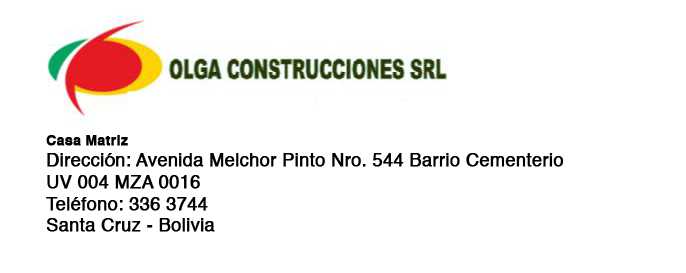 OLGA CONSTRUCCIONES SRL
Casa Matriz
Dirección: Avenida Melchor Pinto Nro. 544 Barrio Cementerio
UV 004 MZA 0016
Teléfono: 336 3744
Santa Cruz - Bolivia